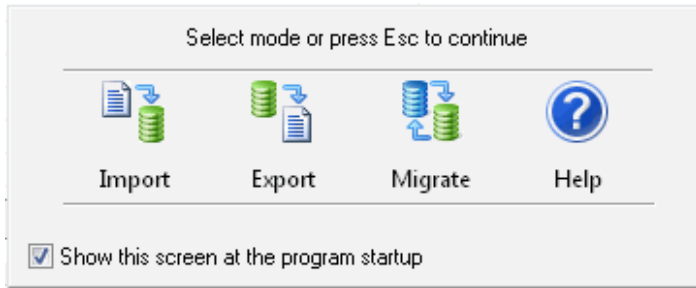 Select mode or press Esc to continue
Import Export Migrate Help
Show this screen at the program startup